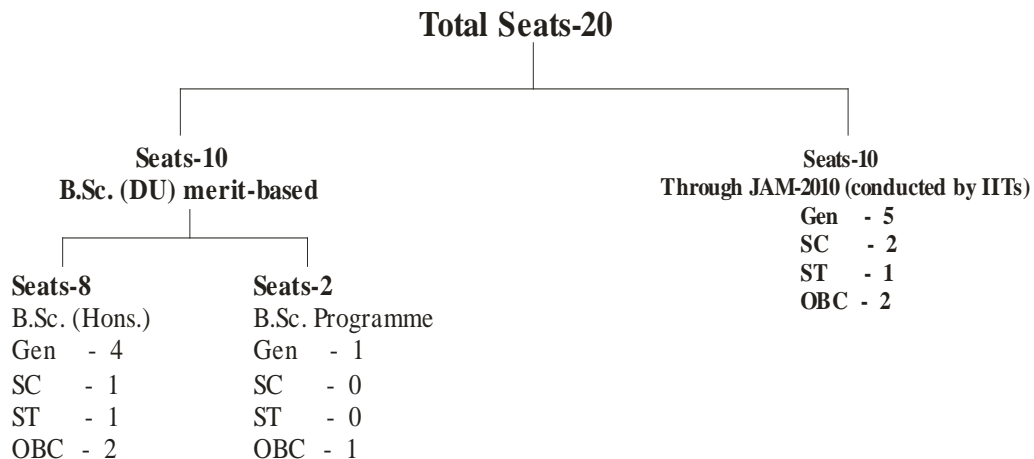 Total Seats-20
Seats-10
B.Sc. (DU) merit-based
Seats-8
B.Sc. (Hons.)
Gen - 4
SC - 1
ST - 1
OBC - 2
Seats-2
B.Sc. Programme
Gen - 1
SC - 0
ST - 0
OBC - 1
Seats-10
Through JAM-2010 (conducted by IITs)
Gen - 5
SC - 2
ST - 1
OBC - 2